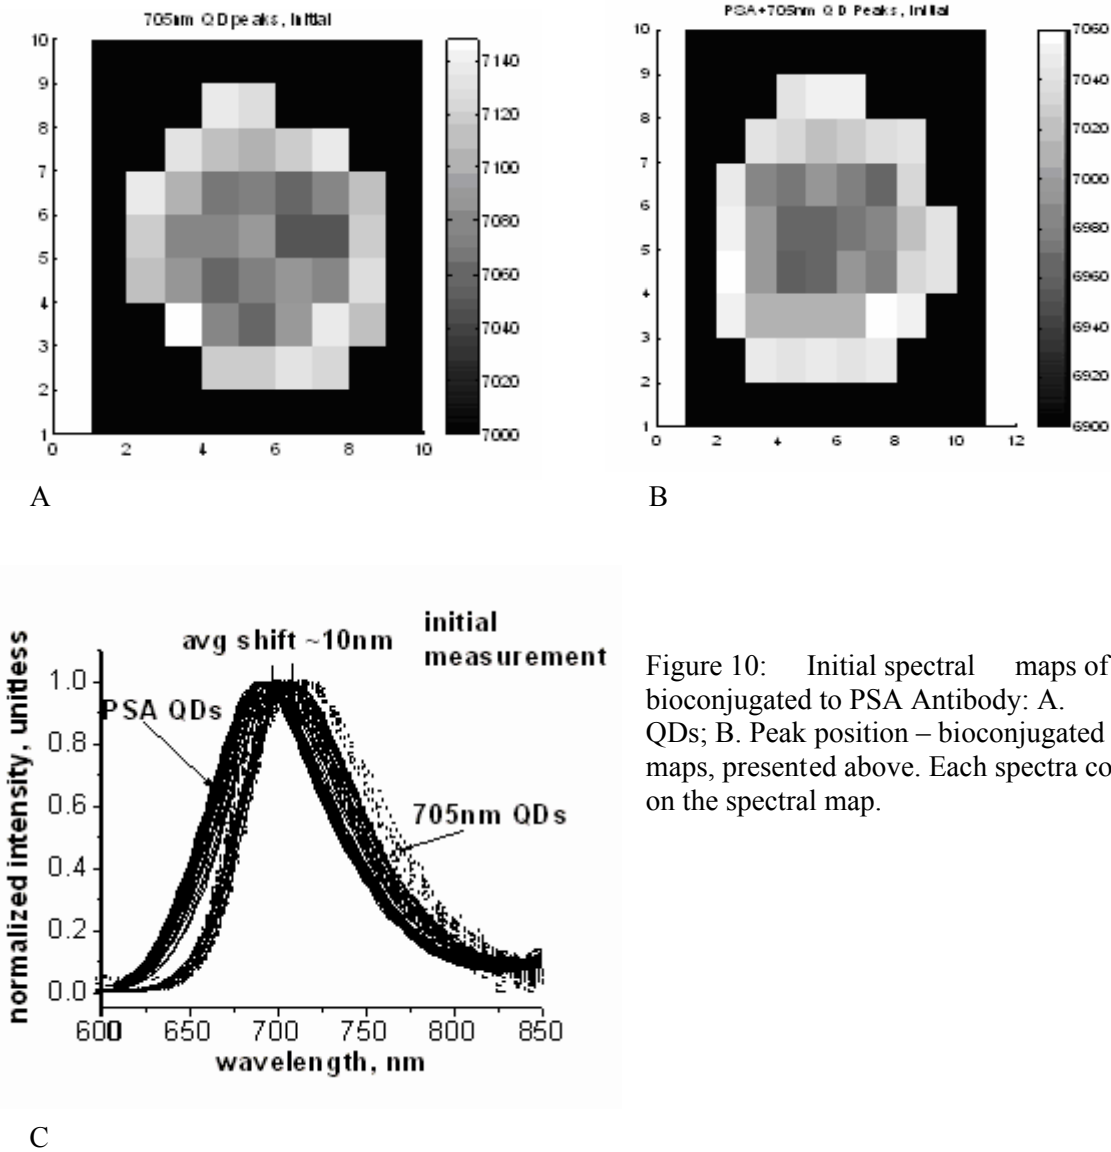 705nm QD peaks, Initial
10
9
8
7
6
5
4
3
2
1
0 2 4 6 8 10
7140
7120
7100
7080
7060
7040
7020
7000
A
PSA+705nm QD Peaks, Initial
10
9
8
7
6
5
4
3
2
1
0 2 4 6 8 10 12
7060
7040
7020
7000
6980
6960
6940
6920
6900
B
avg shift ~10nm
initial
measurement
PSA QDs
705nm QDs
normalized intensity, unitless
1.0
0.8
0.6
0.4
0.2
0.0
600 650 700 750 800 850
wavelength, nm
C
Figure 10: Initial spectral maps of
bioconjugated to PSA Antibody: A.
QDs; B. Peak position – bioconjugated
maps, presented above. Each spectra co
on the spectral map.